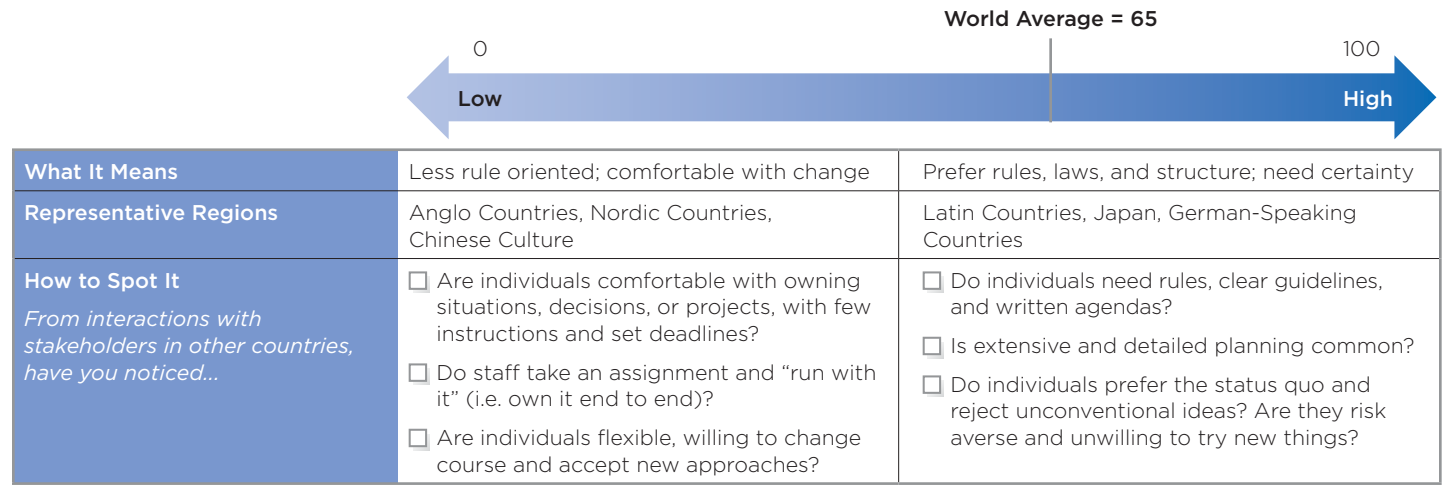 World Average = 65
0
100
Low
High
What It Means
Less rule oriented; comfortable with change
Prefer rules, laws, and structure; need certainty
Representative Regions
Anglo Countries, Nordic Countries,
Chinese Culture
Latin Countries, Japan, German-Speaking
Countries
How to Spot It
From interactions with
stakeholders in other countries,
have you noticed...
Are individuals comfortable with owning
situations, decisions, or projects, with few
instructions and set deadlines?
Do staff take an assignment and “run with
it” (i.e. own it end to end)?
Are individuals flexible, willing to change
course and accept new approaches?
Do individuals need rules, clear guidelines,
and written agendas?
Is extensive and detailed planning common?
Do individuals prefer the status quo and
reject unconventional ideas? Are they risk
averse and unwilling to try new things?